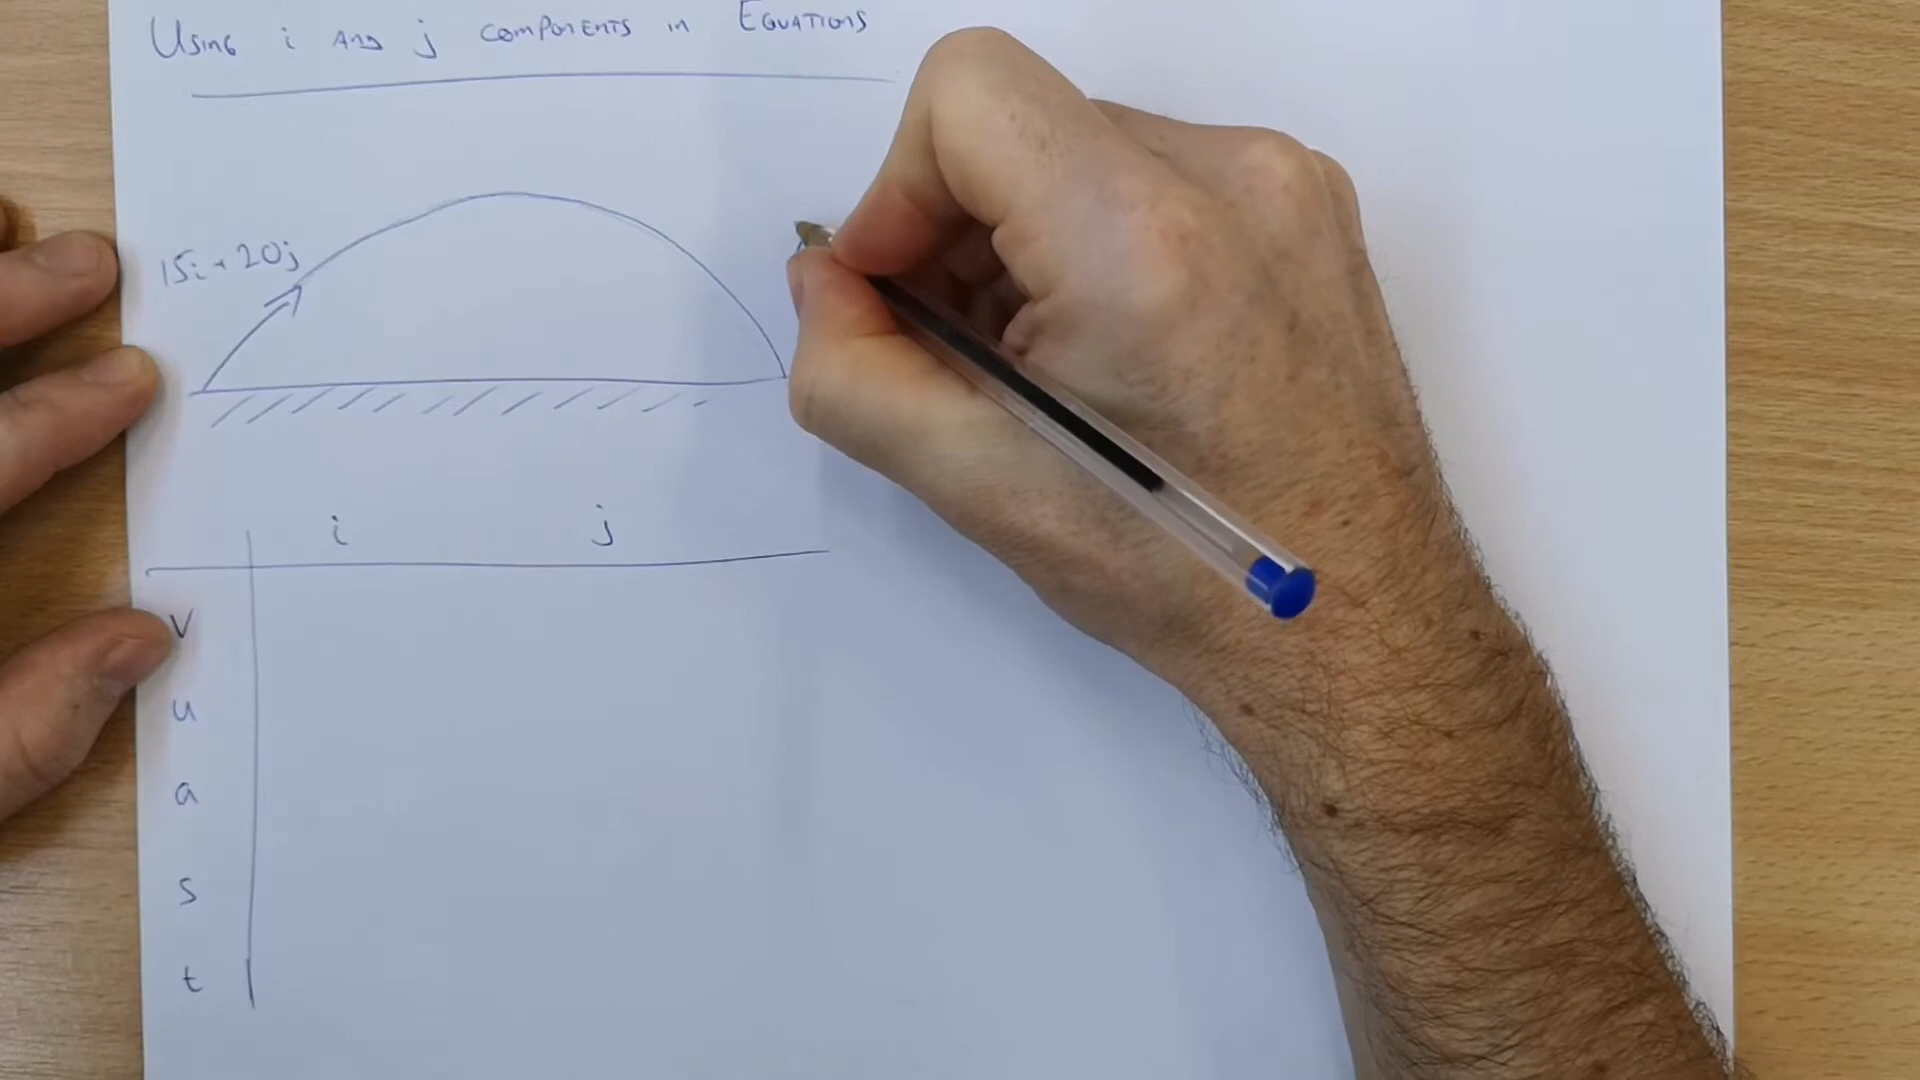 Using i and j components in Equations
15i + 20j
i j
v
u
a
s
t